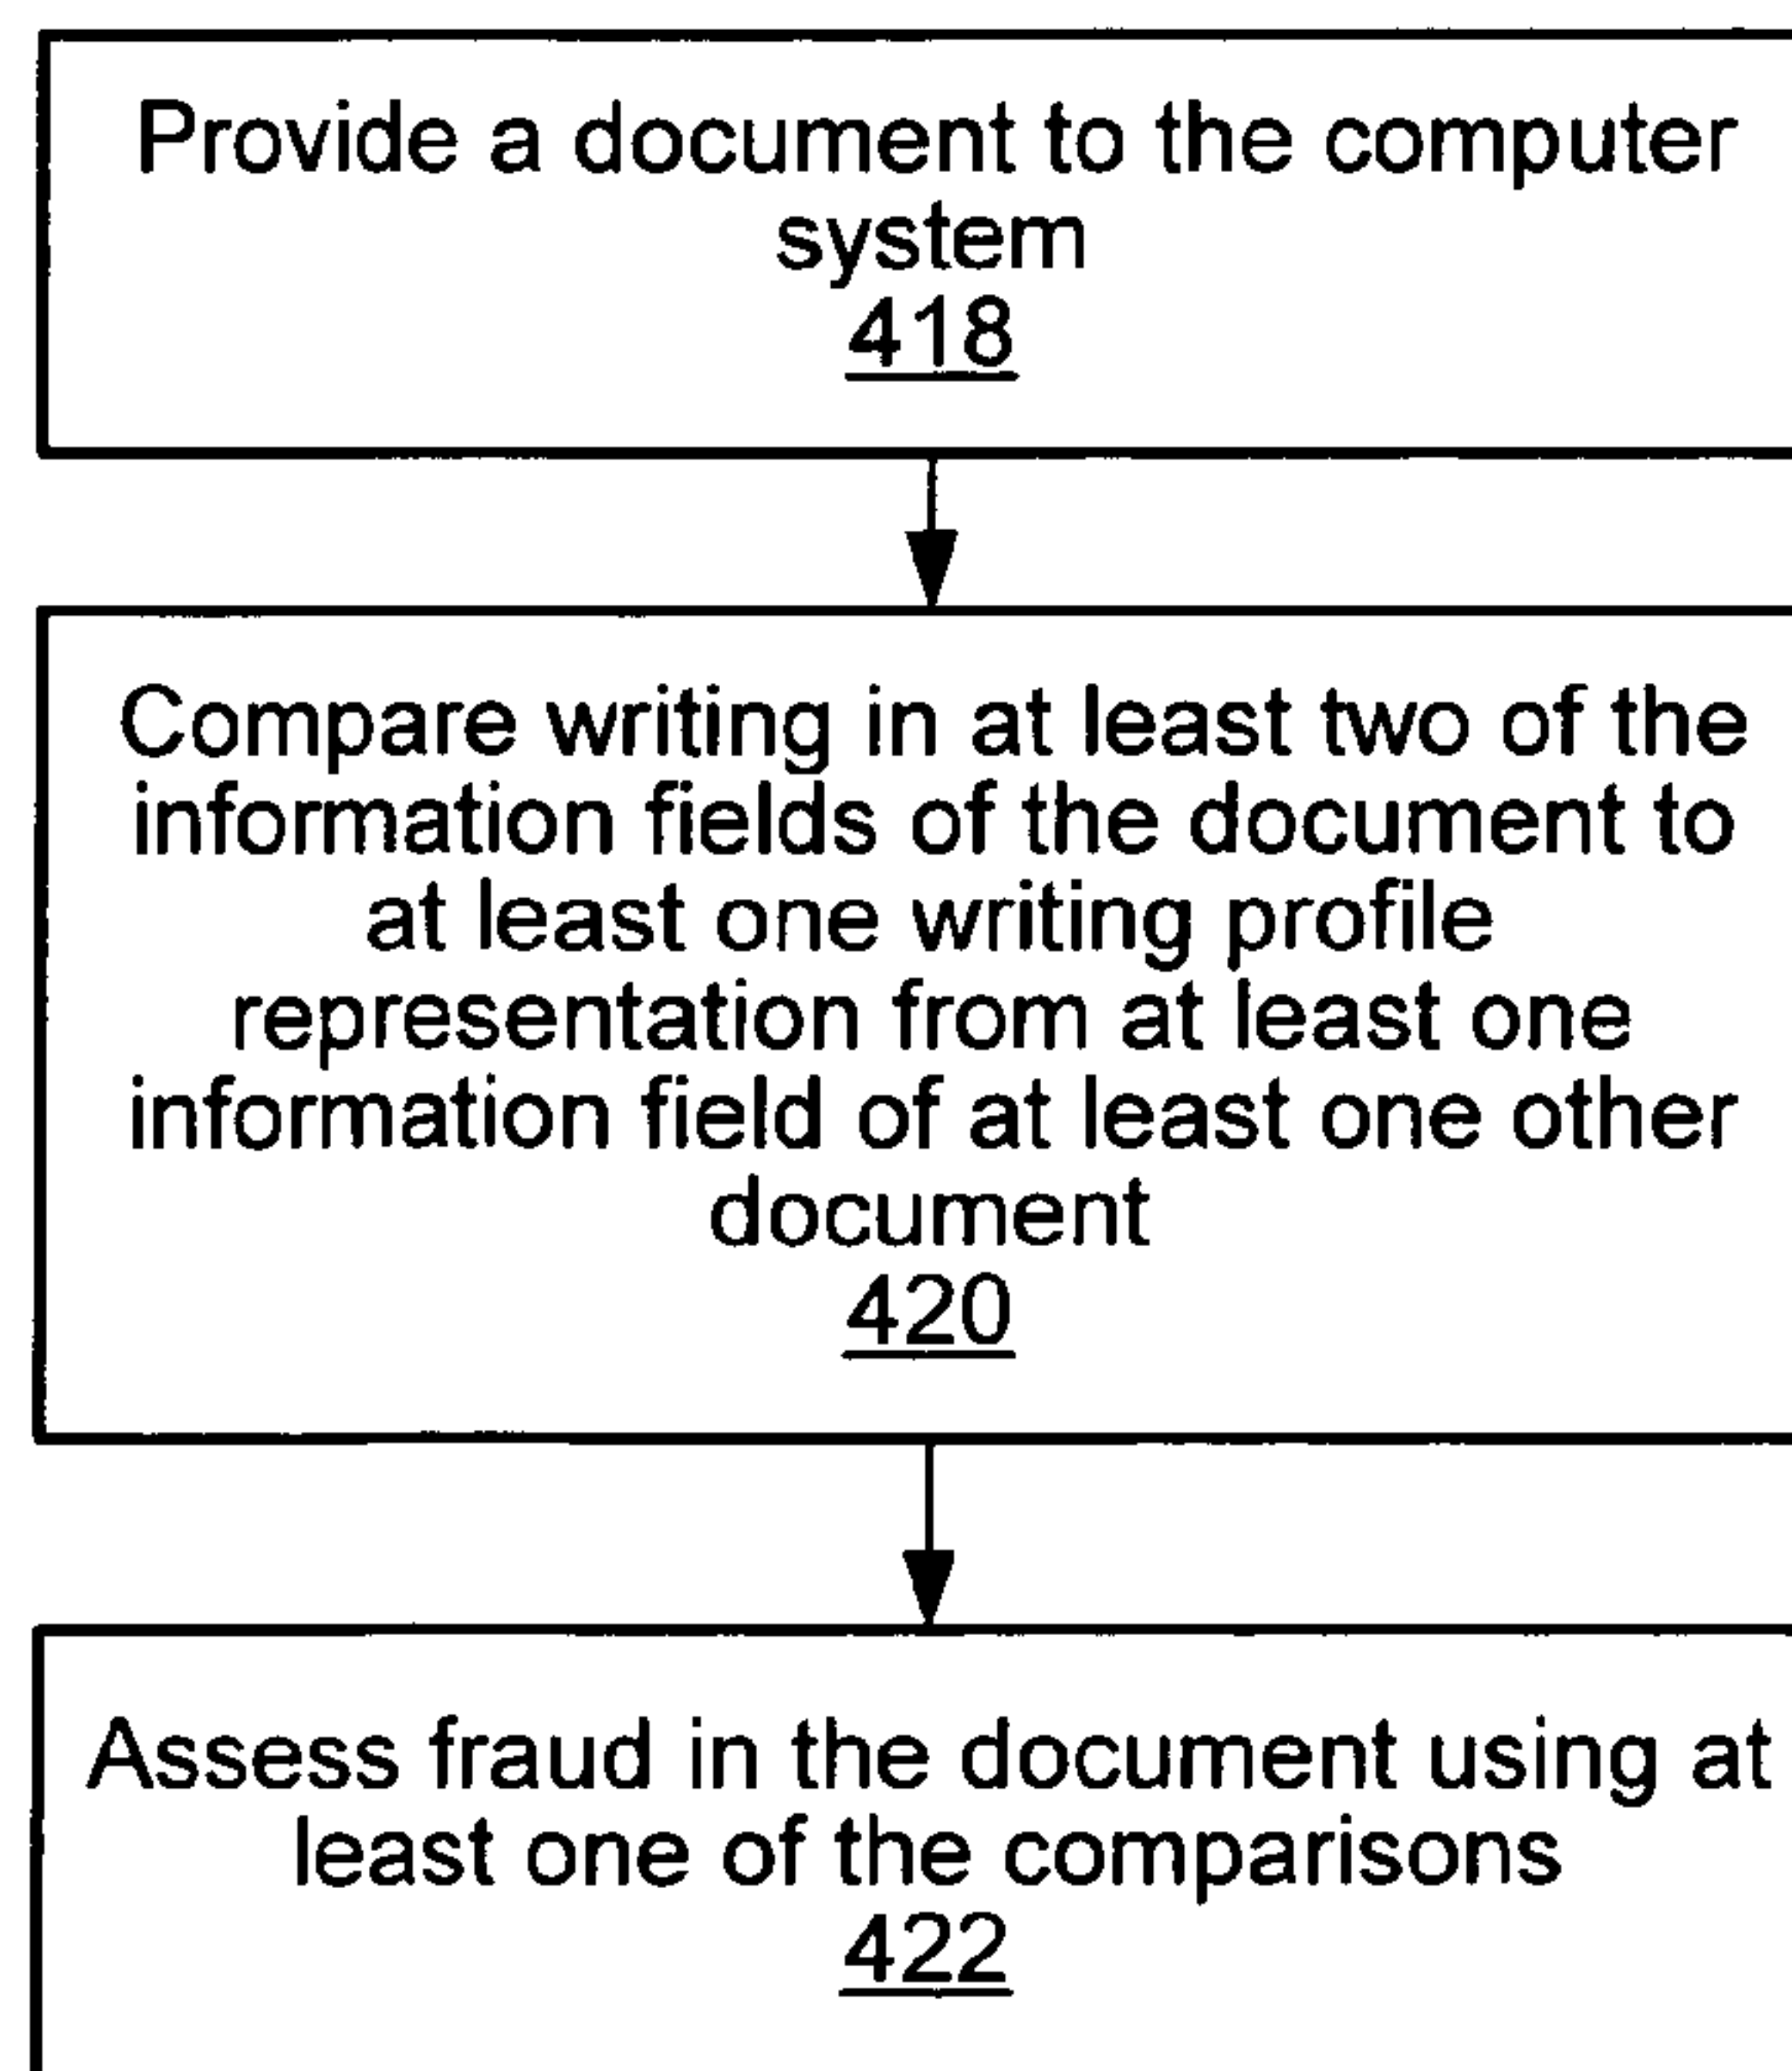 Provide a document to the computer
system
418
Compare writing in at least two of the
information fields of the document to
at least one writing profile
representation from at least one
information field of at least one other
document
420
Assess fraud in the document using at
least one of the comparisons
422